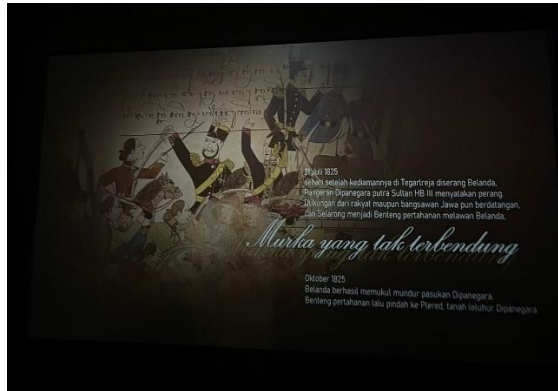 Juli 1825
sehari setelah kediamannya di Tegarlreja diserang Belanda,
Pangeran Dipanegara putra Sultan HB III menyatakan perang.
Dukungan dari rakyat maupun bangsawan Jawa pun berdatangan,
dan Selarong menjadi Benteng pertahanan melawan Belanda,
Murka yang tak terbendung
Oktober 1825
Belanda berhasil memukul mundur pasukan Dipanegara.
Benteng pertahanan lalu pindah ke Plered, tanah leluhur Dipanegara